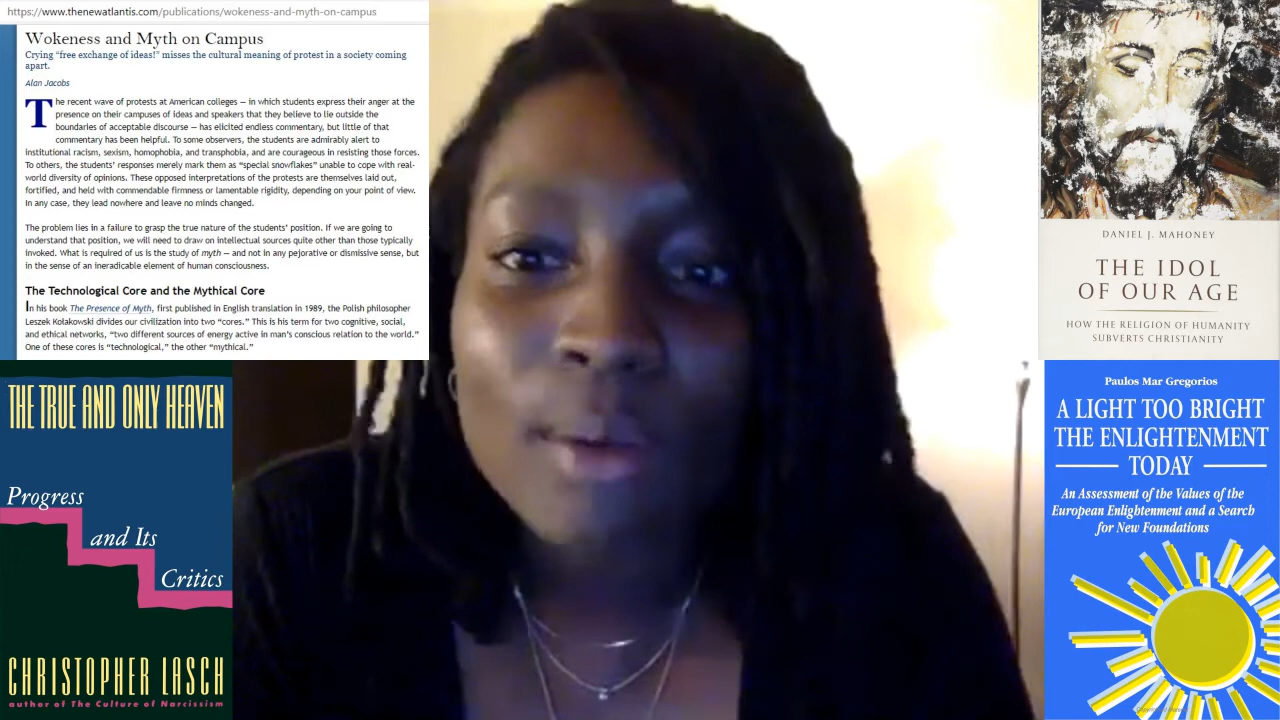 https://www.thenewatlantis.com/publications/wokeness-and-myth-on-campus
Wokeness and Myth on Campus
Crying “free exchange of ideas!” misses the cultural meaning of protest in a society coming
apart.
Alan Jacobs
The recent wave of protests at American colleges — in which students express their anger at the
presence on their campuses of ideas and speakers that they believe to lie outside the
boundaries of acceptable discourse — has elicited endless commentary, but little of that
commentary has been helpful. To some observers, the students are admirably alert to
institutional racism, sexism, homophobia, and transphobia, and are courageous in resisting those forces.
To others, the students’ responses merely mark them as “special snowflakes” unable to cope with real-
world diversity of opinions. These opposed interpretations of the protests are themselves laid out,
fortified, and held with commendable firmness or lamentable rigidity, depending on your point of view.
In any case, they lead nowhere and leave no minds changed.
The problem lies in a failure to grasp the true nature of the students’ position. If we are going to
understand that position, we will need to draw on intellectual sources quite other than those typically
invoked. What is required of us is the study of myth — and not in any pejorative or dismissive sense, but
in the sense of an ineradicable element of human consciousness.
The Technological Core and the Mythical Core
In his book The Presence of Myth, first published in English translation in 1989, the Polish philosopher
Leszek Kołakowski divides our civilization into two “cores.” This is his term for two cognitive, social,
and ethical networks, “two different sources of energy active in man’s conscious relation to the world.”
One of these cores is “technological,” the other “mythical.”
DANIEL J. MAHONEY
THE IDOL
OF OUR AGE
HOW THE RELIGION OF HUMANITY
SUBVERTS CHRISTIANITY
THE TRUE AND ONLY HEAVEN
Progress
and Its
Critics
CHRISTOPHER LASCH
author of The Culture of Narcissism
Paulos Mar Gregorios
A LIGHT TOO BRIGHT
THE ENLIGHTENMENT
TODAY
An Assessment of the Values of the
European Enlightenment and a Search
for New Foundations